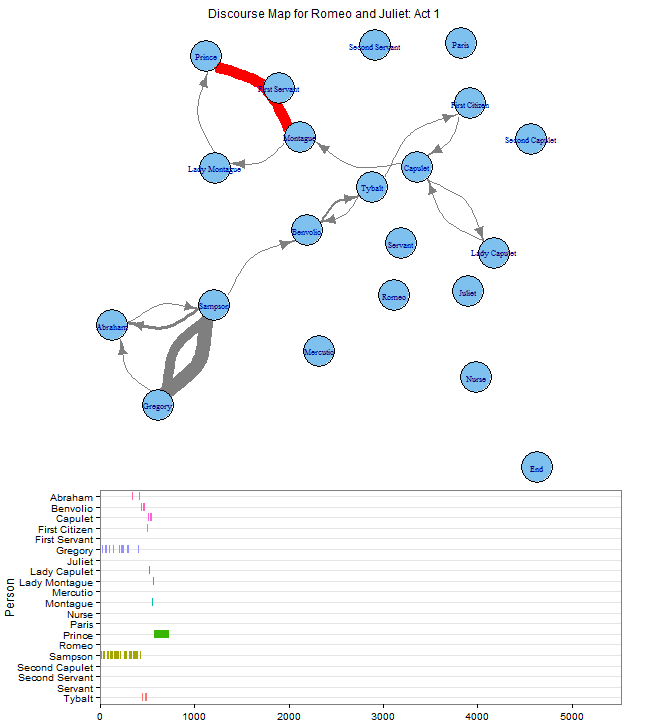 Discourse Map for Romeo and Juliet: Act 1
Second Servant
Paris
Prince
First Servant
First Citizen
Montague
Second Capulet
Lady Montague
Capulet
Tybalt
Benvolio
Servant
Lady Capulet
Romeo
Juliet
Sampson
Abraham
Mercutio
Nurse
Gregory
End
Person
Abraham
Benvolio
Capulet
First Citizen
First Servant
Gregory
Juliet
Lady Capulet
Lady Montague
Mercutio
Montague
Nurse
Paris
Prince
Romeo
Sampson
Second Capulet
Second Servant
Servant
Tybalt
0 1000 2000 3000 4000 5000